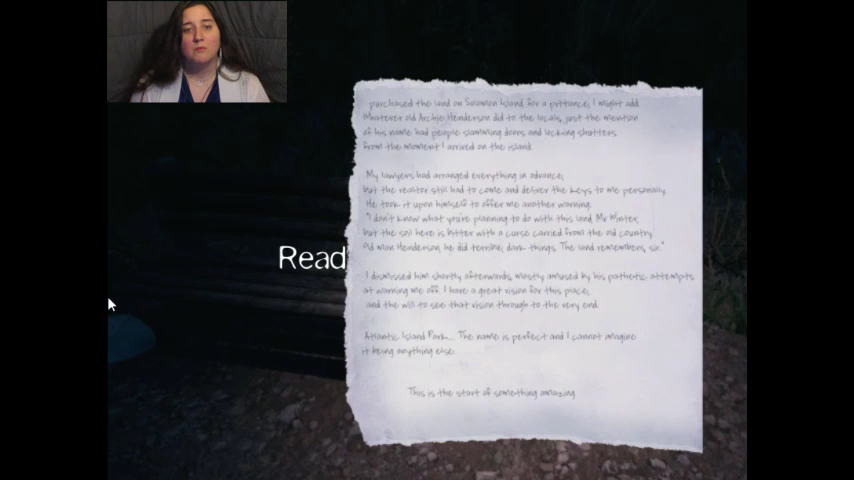 Read
purchased the land on Solomon Island for a pittance, I might add.
Whatever old Archie Henderson did to the locals, just the mention
of his name had people slamming doors and locking shutters
from the moment I arrived on the island.
My lawyers had arranged everything in advance,
but the realtor still had to come and deliver the keys to me personally.
He took it upon himself to offer me another warning.
"I don't know what you're planning to do with this land, Mr Winter,
but the soil here is bitter with a curse carried from the old country.
Old man Henderson, he did terrible, dark things. The land remembers, sir."
I dismissed him shortly afterwards, mostly amused by his pathetic attempts
at warning me off. I have a great vision for this place,
and the will to see that vision through to the very end.
Atlantic Island Park... The name is perfect and I cannot imagine
it being anything else.
This is the start of something amazing